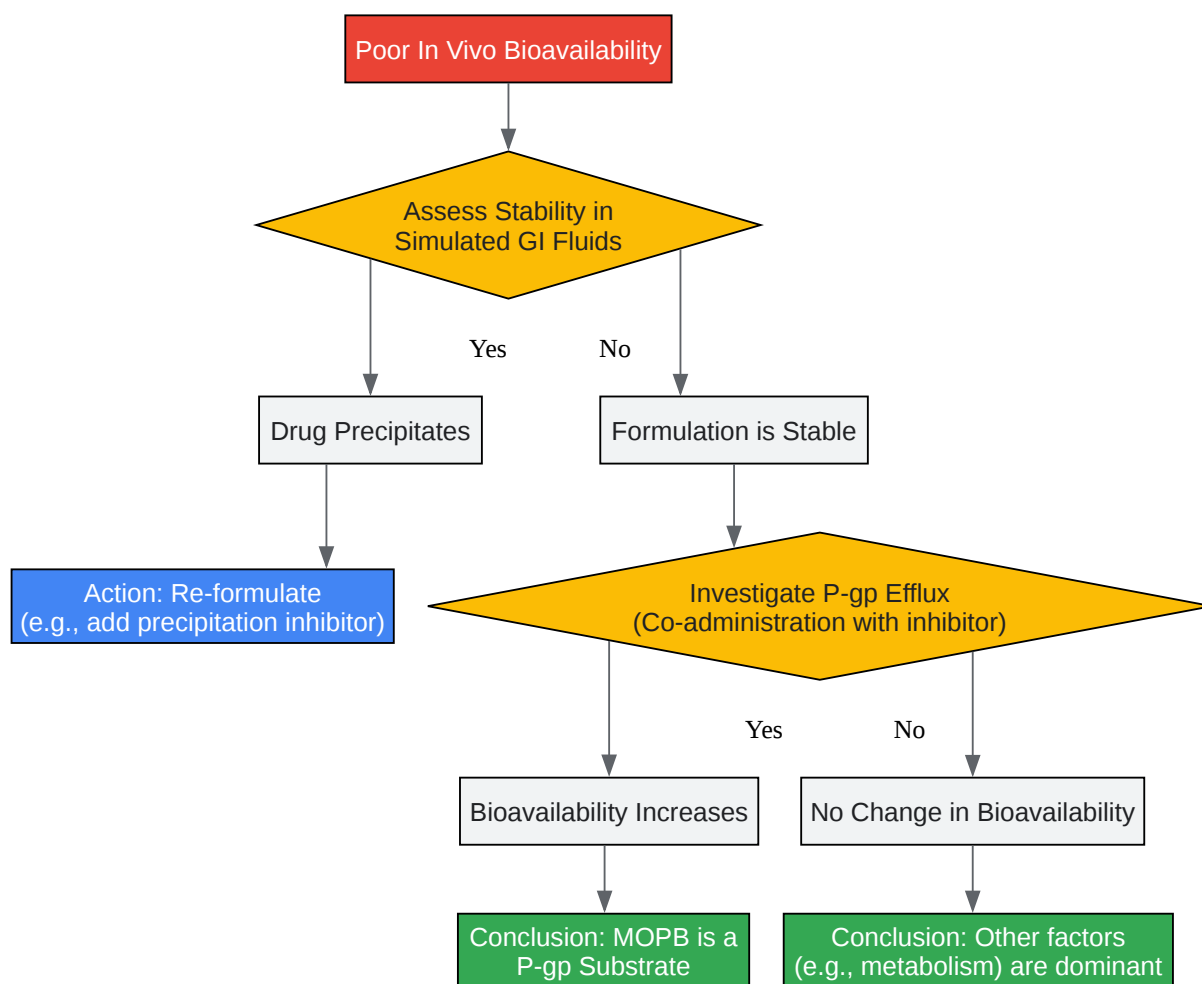 Poor In Vivo Bioavailability
Assess Stability in
Simulated GI Fluids
Yes
No
Drug Precipitates
Formulation is Stable
Action: Re-formulate
(e.g., add precipitation inhibitor)
Investigate P-gp Efflux
(Co-administration with inhibitor)
Yes
No
Bioavailability Increases
No Change in Bioavailability
Conclusion: MOPB is a
P-gp Substrate
Conclusion: Other factors
(e.g., metabolism) are dominant